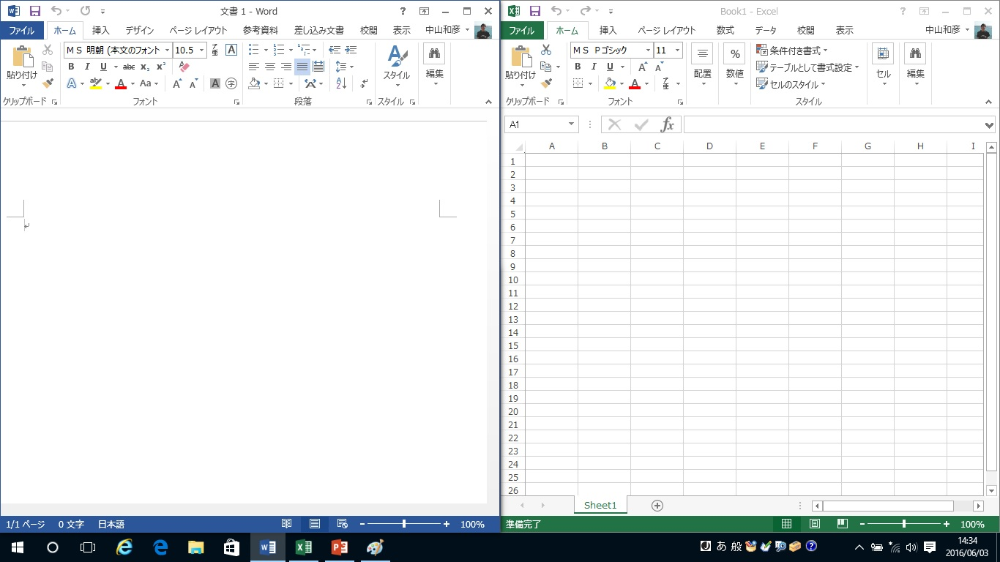 文書 1 - Word
ファイル ホーム 挿入 デザイン ページ レイアウト 参考資料 差し込み文書 校閲 表示 中山和彦
貼り付け
クリップボード
ＭＳ 明朝 (本文のフォント 10.5 ア亜 A
B I U abc x₂ x²
A ab A Aa A A A 字
フォント
段落
A
スタイル
スタイル
編集
1/1 ページ 0 文字 日本語 100%
Book1 - Excel
ファイル ホーム 挿入 ページ レイアウト 数式 データ 校閲 表示 中山和彦
貼り付け
クリップボード
ＭＳ Ｐゴシック 11
B I U A A
A ア亜
フォント
配置
%
数値
条件付き書式
テーブルとして書式設定
セルのスタイル
スタイル
セル
編集
A1 fx
A B C D E F G H I
1
2
3
4
5
6
7
8
9
10
11
12
13
14
15
16
17
18
19
20
21
22
23
24
25
26
Sheet1
準備完了 100%
あ 般
14:34
2016/06/03